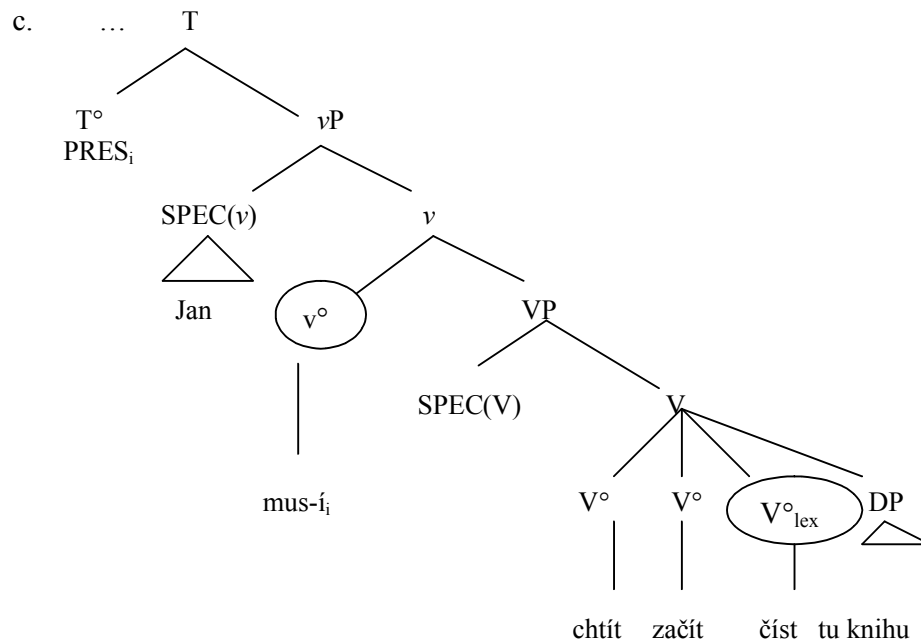 c. … T
T° vP
PRESi
SPEC(v) v
Jan v° VP
SPEC(V) V
mus-íi V° V° V°lex DP
chtít začít číst tu knihu